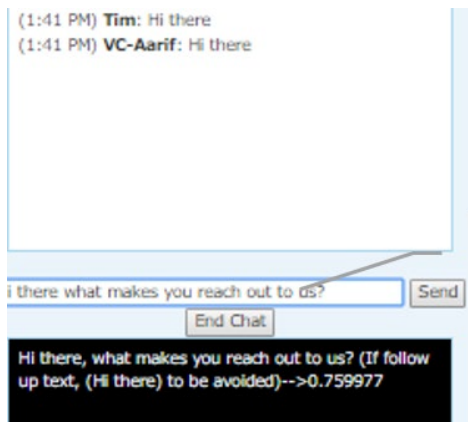 (1:41 PM) Tim: Hi there
(1:41 PM) VC-Aarif: Hi there
i there what makes you reach out to us?
Send
End Chat
Hi there, what makes you reach out to us? (If follow
up text, (Hi there) to be avoided)-->0.759977